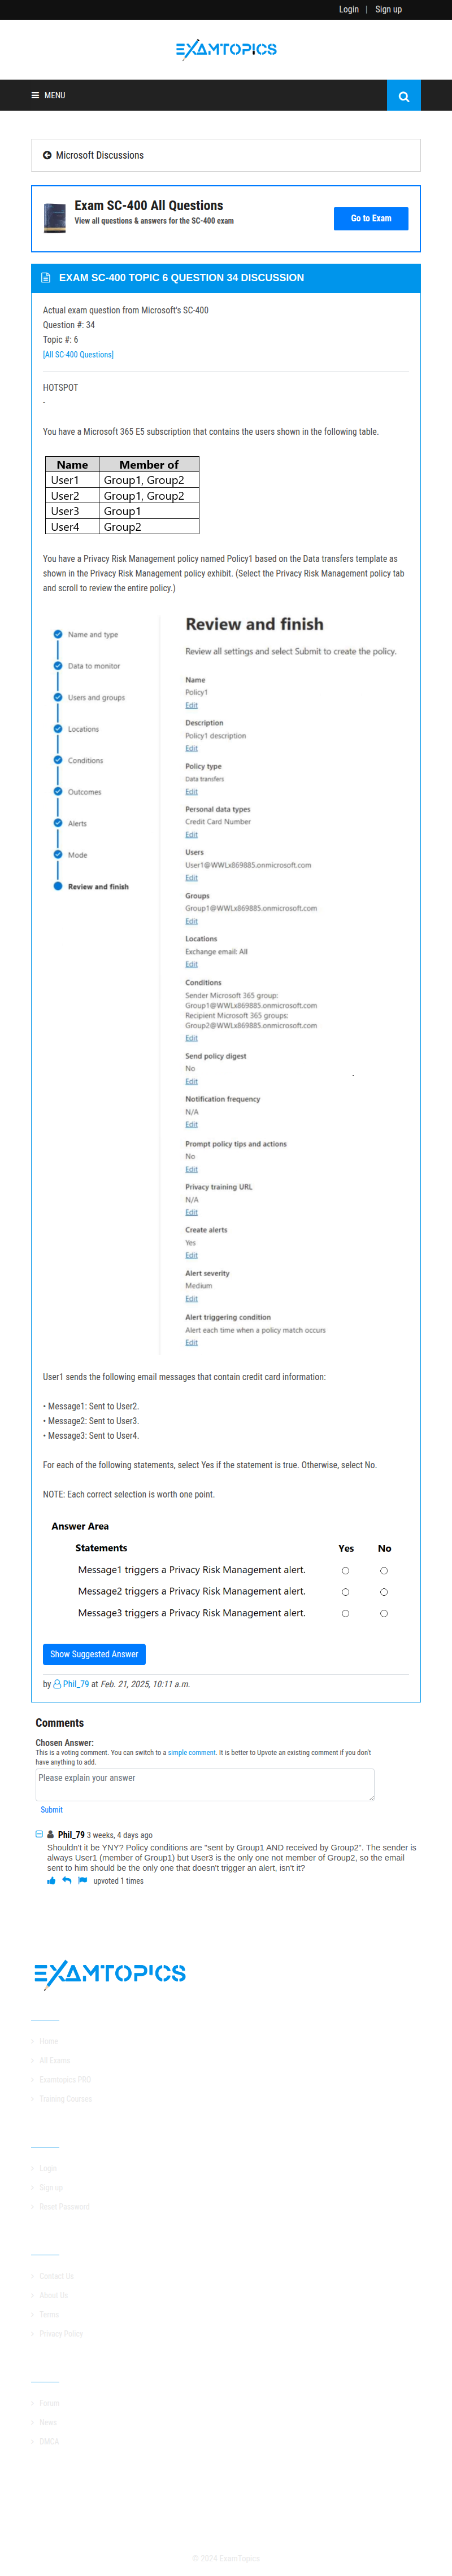 Login | Sign up
EXAMTOPICS
MENU
Microsoft Discussions
Exam SC-400 All Questions
View all questions & answers for the SC-400 exam
Go to Exam
EXAM SC-400 TOPIC 6 QUESTION 34 DISCUSSION
Actual exam question from Microsoft's SC-400
Question #: 34
Topic #: 6
[All SC-400 Questions]
HOTSPOT
-
You have a Microsoft 365 E5 subscription that contains the users shown in the following table.
Name Member of
User1 Group1, Group2
User2 Group1, Group2
User3 Group1
User4 Group2
You have a Privacy Risk Management policy named Policy1 based on the Data transfers template as
shown in the Privacy Risk Management policy exhibit. (Select the Privacy Risk Management policy tab
and scroll to review the entire policy.)
Name and type
Data to monitor
Users and groups
Locations
Conditions
Outcomes
Alerts
Mode
Review and finish
Review and finish
Review all settings and select Submit to create the policy.
Name
Policy1
Edit
Description
Policy1 description
Edit
Policy type
Data transfers
Edit
Personal data types
Credit Card Number
Edit
Users
User1@WWLx869885.onmicrosoft.com
Edit
Groups
Group1@WWLx869885.onmicrosoft.com
Edit
Locations
Exchange email: All
Edit
Conditions
Sender Microsoft 365 group:
Group1@WWLx869885.onmicrosoft.com
Recipient Microsoft 365 groups:
Group2@WWLx869885.onmicrosoft.com
Edit
Send policy digest
No
Edit
Notification frequency
N/A
Edit
Prompt policy tips and actions
No
Edit
Privacy training URL
N/A
Edit
Create alerts
Yes
Edit
Alert severity
Medium
Edit
Alert triggering condition
Alert each time when a policy match occurs
Edit
User1 sends the following email messages that contain credit card information:
• Message1: Sent to User2.
• Message2: Sent to User3.
• Message3: Sent to User4.
For each of the following statements, select Yes if the statement is true. Otherwise, select No.
NOTE: Each correct selection is worth one point.
Answer Area
Statements Yes No
Message1 triggers a Privacy Risk Management alert.
Message2 triggers a Privacy Risk Management alert.
Message3 triggers a Privacy Risk Management alert.
Show Suggested Answer
by Phil_79 at Feb. 21, 2025, 10:11 a.m.
Comments
Chosen Answer:
This is a voting comment. You can switch to a simple comment. It is better to Upvote an existing comment if you don't
have anything to add.
Please explain your answer
Submit
Phil_79 3 weeks, 4 days ago
Shouldn't it be YNY? Policy conditions are "sent by Group1 AND received by Group2". The sender is
always User1 (member of Group1) but User3 is the only one not member of Group2, so the email
sent to him should be the only one that doesn't trigger an alert, isn't it?
upvoted 1 times
EXAMTOPICS
Home
All Exams
Examtopics PRO
Training Courses
Login
Sign up
Reset Password
Contact Us
About Us
Terms
Privacy Policy
Forum
News
DMCA
© 2024 ExamTopics